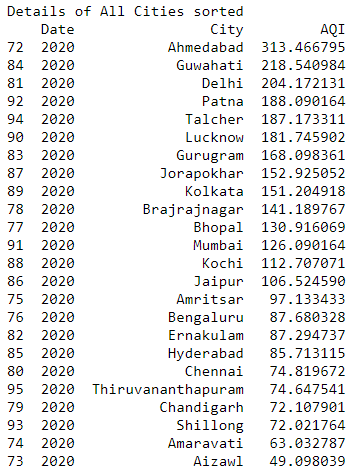 Details of All Cities sorted
Date City AQI
72 2020 Ahmedabad 313.466795
84 2020 Guwahati 218.540984
81 2020 Delhi 204.172131
92 2020 Patna 188.090164
94 2020 Talcher 187.173311
90 2020 Lucknow 181.745902
83 2020 Gurugram 168.098361
87 2020 Jorapokhar 152.925052
89 2020 Kolkata 151.204918
78 2020 Brajrajnagar 141.189767
77 2020 Bhopal 130.916069
91 2020 Mumbai 126.090164
88 2020 Kochi 112.707071
86 2020 Jaipur 106.524590
75 2020 Amritsar 97.133433
76 2020 Bengaluru 87.680328
82 2020 Ernakulam 87.294737
85 2020 Hyderabad 85.713115
80 2020 Chennai 74.819672
95 2020 Thiruvananthapuram 74.647541
79 2020 Chandigarh 72.107901
93 2020 Shillong 72.021764
74 2020 Amaravati 63.032787
73 2020 Aizawl 49.098039